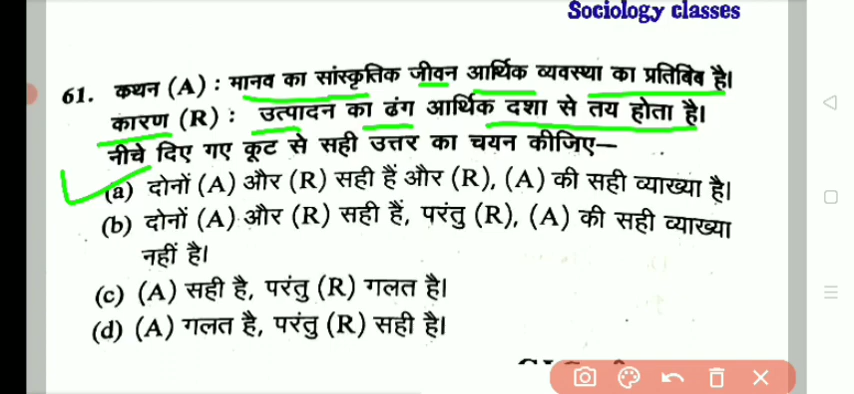 Sociology classes
61. कथन (A) : मानव का सांस्कृतिक जीवन आर्थिक व्यवस्था का प्रतिबिंब है।
कारण (R) : उत्पादन का ढंग आर्थिक दशा से तय होता है।
नीचे दिए गए कूट से सही उत्तर का चयन कीजिए—
(a) दोनों (A) और (R) सही हैं और (R), (A) की सही व्याख्या है।
(b) दोनों (A) और (R) सही हैं, परंतु (R), (A) की सही व्याख्या
नहीं है।
(c) (A) सही है, परंतु (R) गलत है।
(d) (A) गलत है, परंतु (R) सही है।